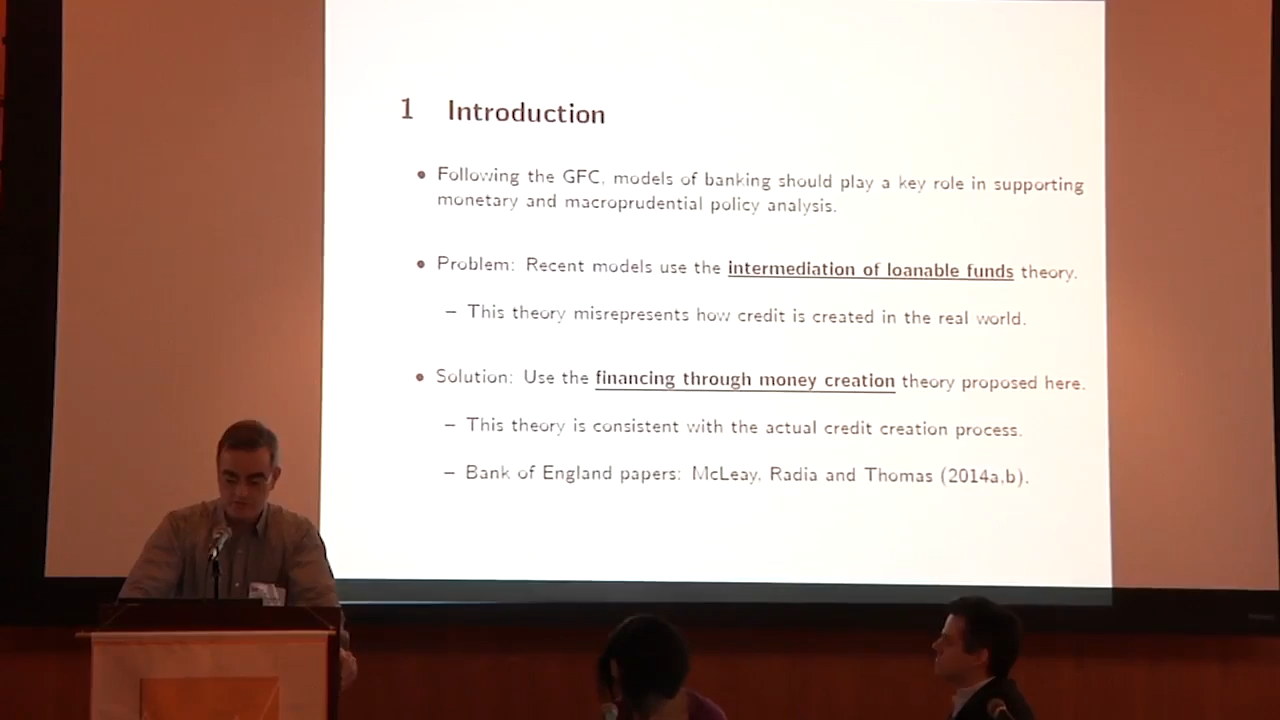 1 Introduction
• Following the GFC, models of banking should play a key role in supporting
monetary and macroprudential policy analysis.
• Problem: Recent models use the intermediation of loanable funds theory.
– This theory misrepresents how credit is created in the real world.
• Solution: Use the financing through money creation theory proposed here.
– This theory is consistent with the actual credit creation process.
– Bank of England papers: McLeay, Radia and Thomas (2014a,b).